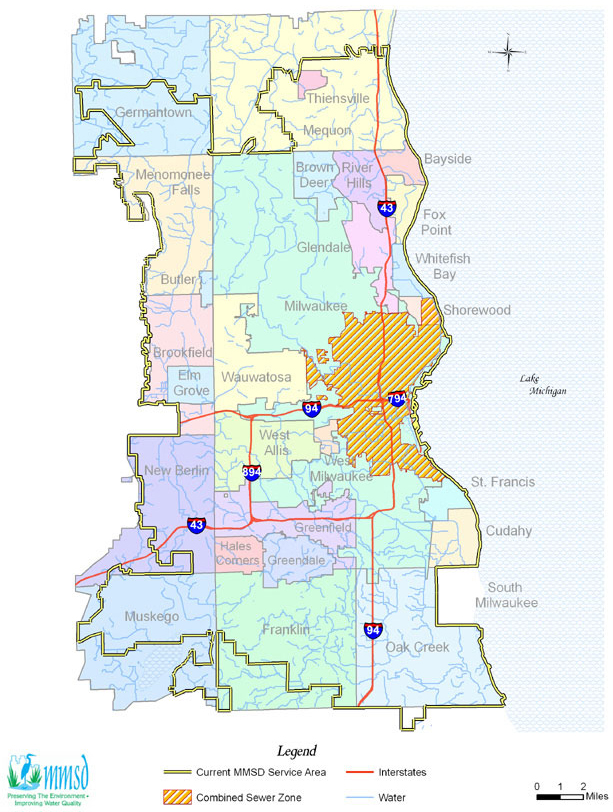 N
Germantown
Thiensville
Mequon
Menomonee
Falls
Brown
Deer
River
Hills
Bayside
43
Fox
Point
Glendale
Whitefish
Bay
Butler
Milwaukee
Shorewood
Brookfield
Elm
Grove
Wauwatosa
Lake
Michigan
94
794
West
Allis
New Berlin
894
West
Milwaukee
St. Francis
43
Greenfield
Cudahy
Hales
Corners
Greendale
South
Milwaukee
Muskego
Franklin
94
Oak Creek
Legend
mmsd
Preserving The Environment •
Improving Water Quality
Current MMSD Service Area
Interstates
Combined Sewer Zone
Water
0 1 2
Miles